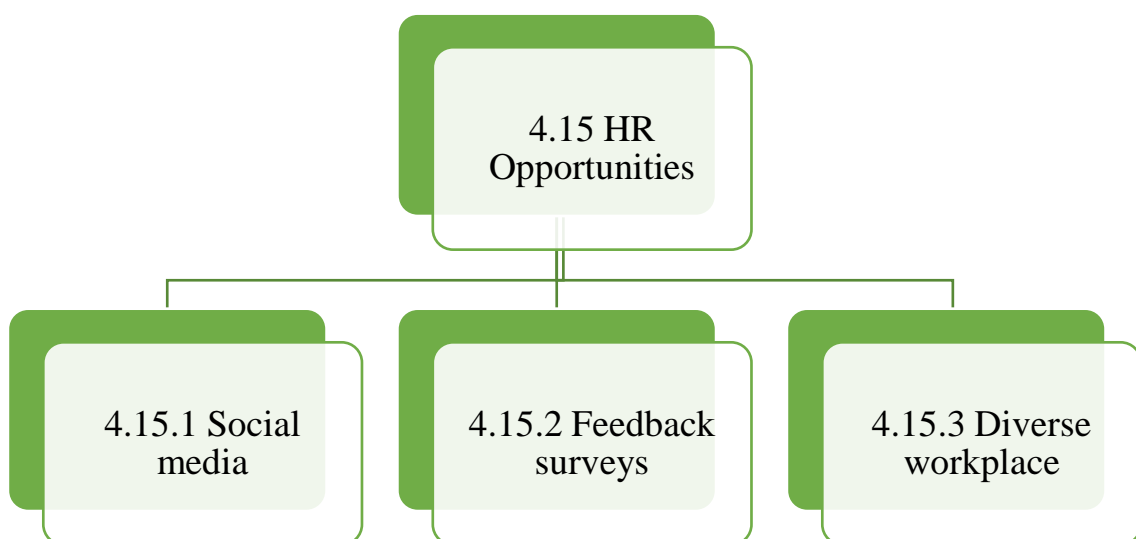 4.15 HR
Opportunities
4.15.1 Social
media
4.15.2 Feedback
surveys
4.15.3 Diverse
workplace